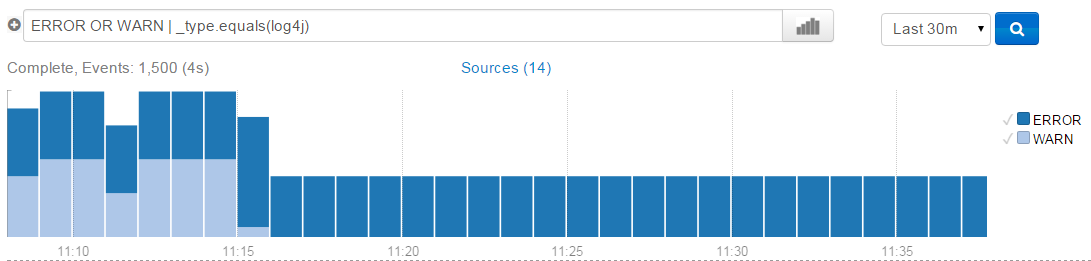 ERROR OR WARN | _type.equals(log4j)
Last 30m
Complete, Events: 1,500 (4s)
Sources (14)
ERROR
WARN
11:10 11:15 11:20 11:25 11:30 11:35